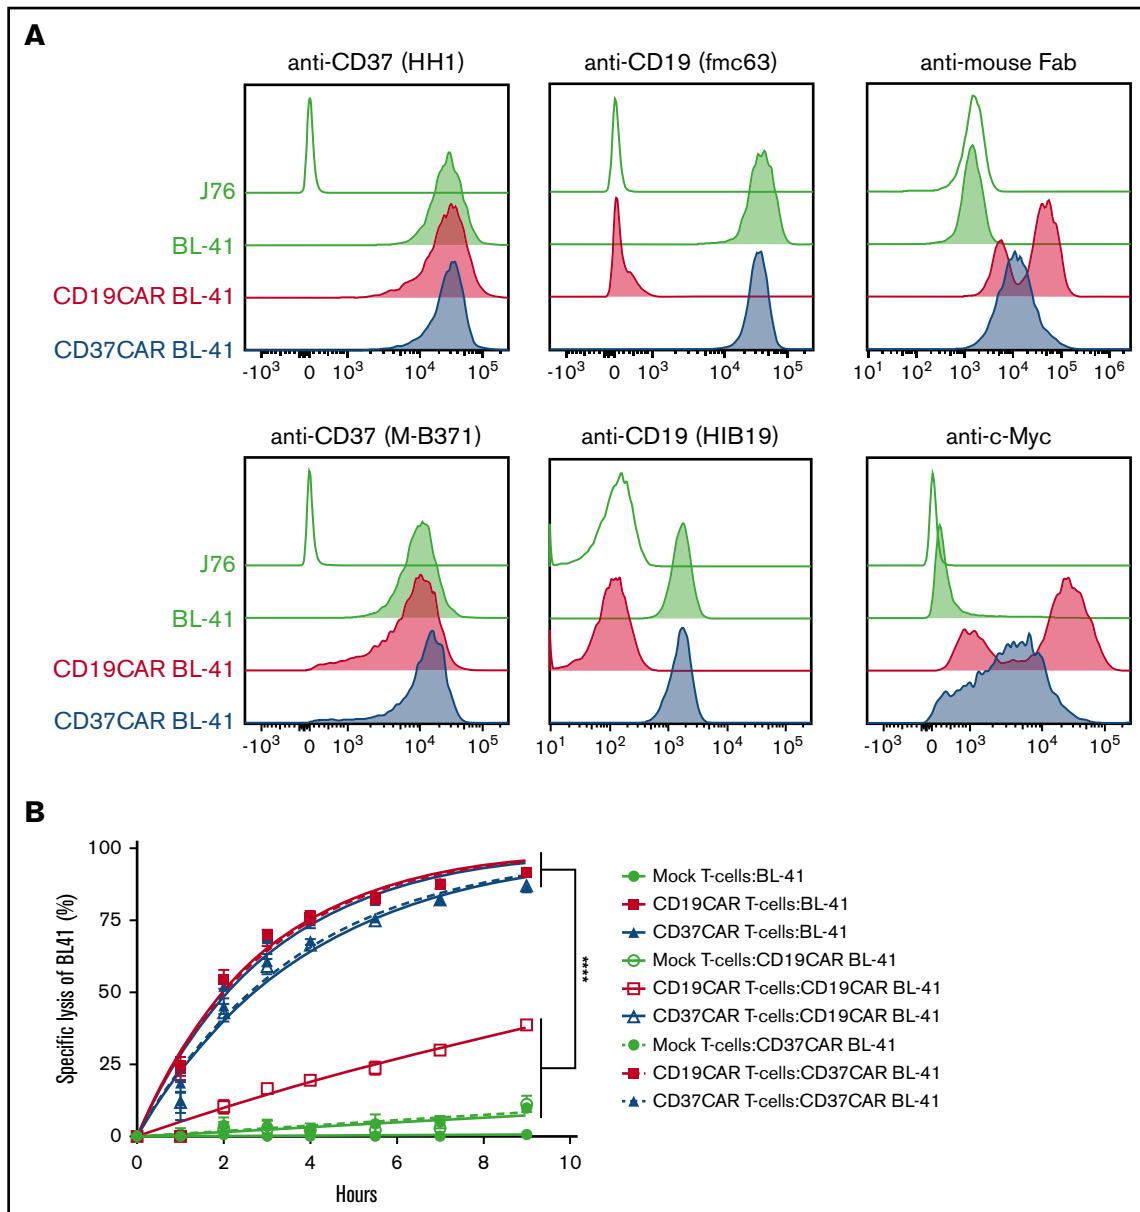 A
anti-CD37 (HH1)
anti-CD19 (fmc63)
anti-mouse Fab
J76
BL-41
CD19CAR BL-41
CD37CAR BL-41
-10³ 0 10³ 10⁴ 10⁵
-10³ 0 10³ 10⁴ 10⁵
10¹ 10² 10³ 10⁴ 10⁵ 10⁶
anti-CD37 (M-B371)
anti-CD19 (HIB19)
anti-c-Myc
J76
BL-41
CD19CAR BL-41
CD37CAR BL-41
-10³ 0 10³ 10⁴ 10⁵
10¹ 10² 10³ 10⁴ 10⁵
-10³ 0 10³ 10⁴ 10⁵
B
Specific lysis of BL41 (%)
100
75
50
25
0
0 2 4 6 8 10
Hours
****
Mock T-cells:BL-41
CD19CAR T-cells:BL-41
CD37CAR T-cells:BL-41
Mock T-cells:CD19CAR BL-41
CD19CAR T-cells:CD19CAR BL-41
CD37CAR T-cells:CD19CAR BL-41
Mock T-cells:CD37CAR BL-41
CD19CAR T-cells:CD37CAR BL-41
CD37CAR T-cells:CD37CAR BL-41